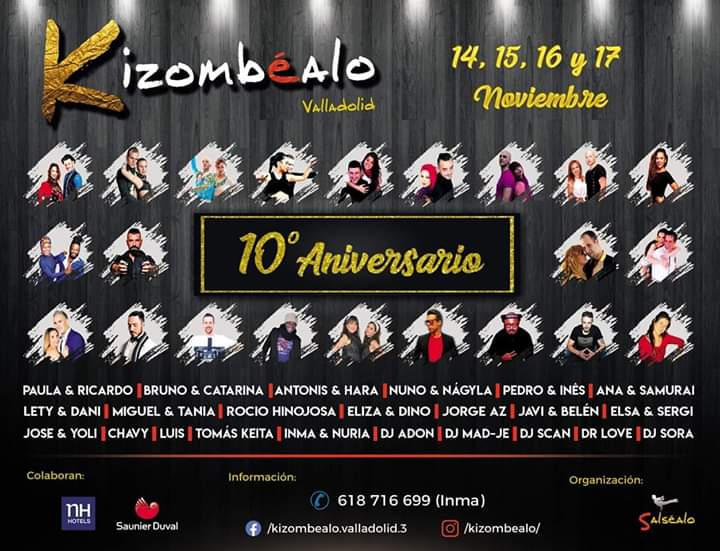 Kizombéalo
Valladolid
14, 15, 16 y 17
Noviembre
10º Aniversario
PAULA & RICARDO | BRUNO & CATARINA | ANTONIS & HARA | NUNO & NÁGYLA | PEDRO & INÊS | ANA & SAMURAI
LETY & DANI | MIGUEL & TANIA | ROCIO HINOJOSA | ELIZA & DINO | JORGE AZ | JAVI & BELÉN | ELSA & SERGI
JOSE & YOLI | CHAVY | LUIS | TOMÁS KEITA | INMA & NURIA | DJ ADON | DJ MAD-JE | DJ SCAN | DR LOVE | DJ SORA
Colaboran:
nH
HOTELS
Saunier Duval
Información:
618 716 699 (Inma)
/kizombealo.valladolid.3
/kizombealo/
Organización:
Salséalo